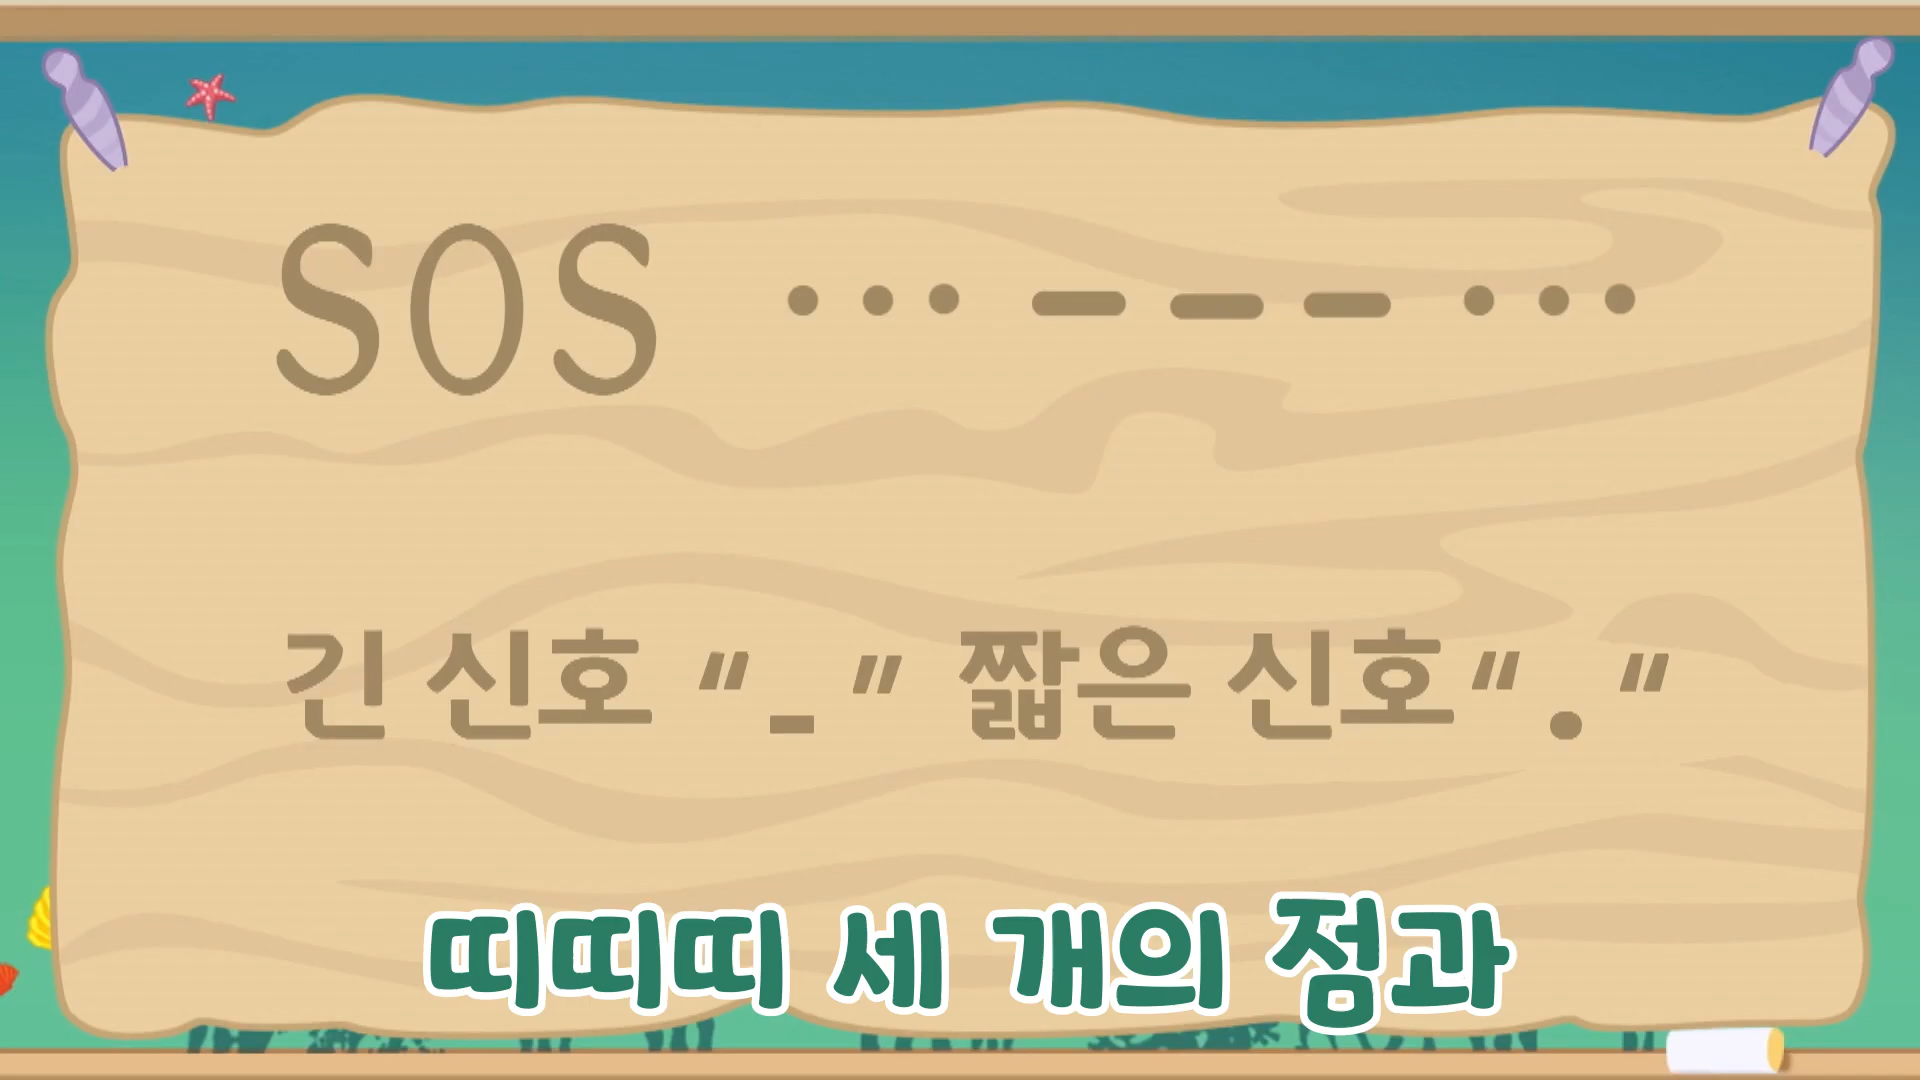 SOS • • • — — — • • •
긴 신호 “-” 짧은 신호“.“
띠띠띠 세 개의 점과